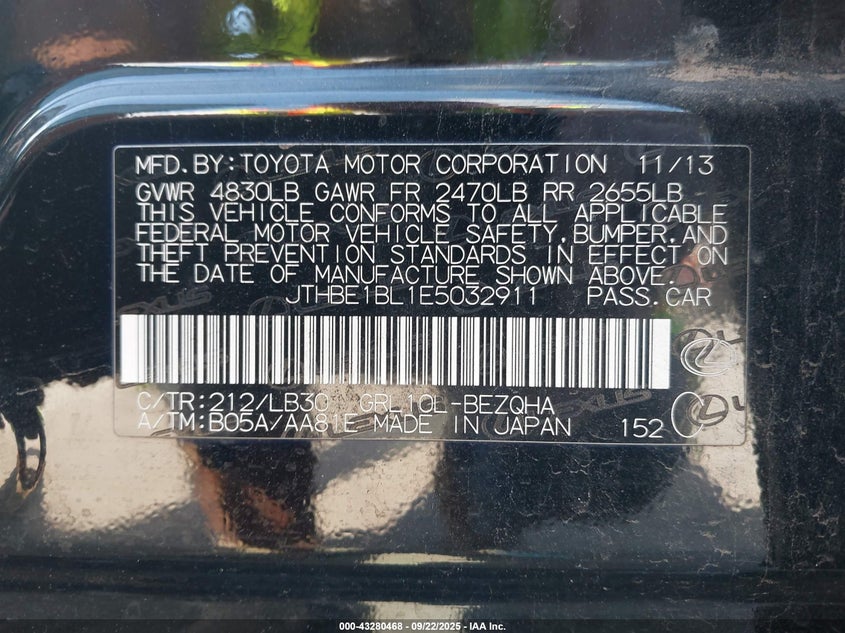 MFD.BY:TOYOTA MOTOR CORPORATION 11/13
GVWR 4830LB GAWR FR 2470LB RR 2655LB
THIS VEHICLE CONFORMS TO ALL APPLICABLE
FEDERAL MOTOR VEHICLE SAFETY,BUMPER,AND
THEFT PREVENTION STANDARDS IN EFFECT ON
THE DATE OF MANUFACTURE SHOWN ABOVE.
JTHBE1BL1E5032911 PASS.CAR
C/TR:212/LB30 GRL10L-BEZQHA
A/TM:B05A/AA81E MADE IN JAPAN 152
000-43280468 - 09/22/2025 - IAA Inc.